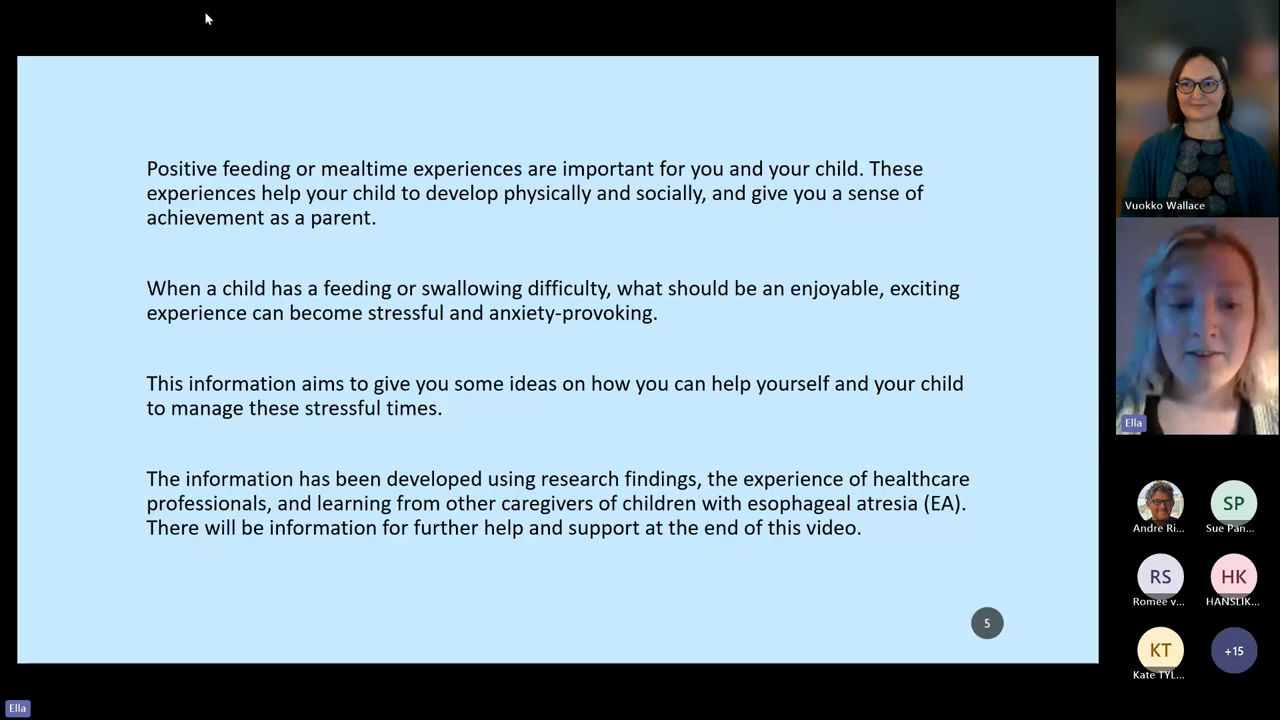 Positive feeding or mealtime experiences are important for you and your child. These
experiences help your child to develop physically and socially, and give you a sense of
achievement as a parent.
When a child has a feeding or swallowing difficulty, what should be an enjoyable, exciting
experience can become stressful and anxiety-provoking.
This information aims to give you some ideas on how you can help yourself and your child
to manage these stressful times.
The information has been developed using research findings, the experience of healthcare
professionals, and learning from other caregivers of children with esophageal atresia (EA).
There will be information for further help and support at the end of this video.
5
Vuokko Wallace
Ella
Andre Ri...
SP
Sue Pan...
RS
Romee v...
HK
HANSLIK...
KT
Kate TYL...
+15
Ella